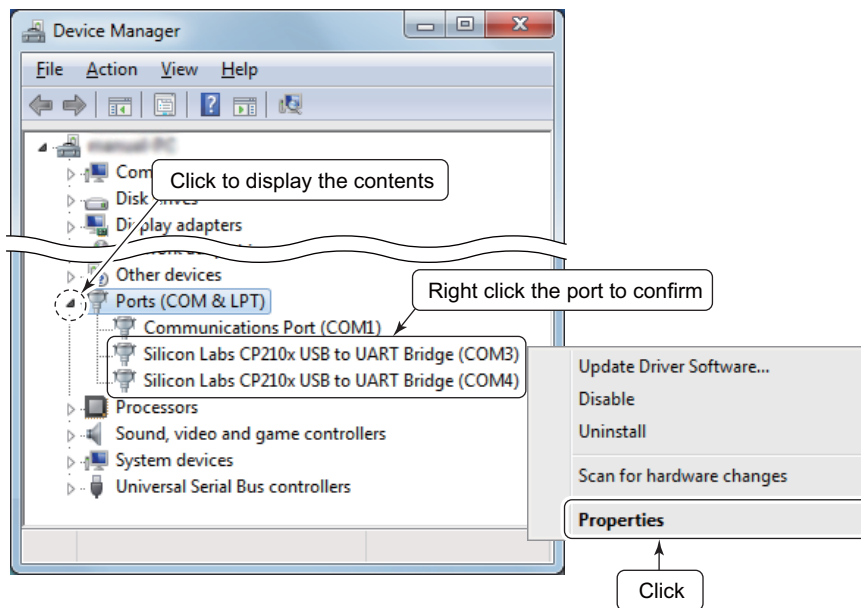 Device Manager
File Action View Help
Com
Click to display the contents
Disk drives
Display adapters
Other devices
Right click the port to confirm
Ports (COM & LPT)
Communications Port (COM1)
Silicon Labs CP210x USB to UART Bridge (COM3)
Silicon Labs CP210x USB to UART Bridge (COM4)
Processors
Sound, video and game controllers
System devices
Universal Serial Bus controllers
Update Driver Software...
Disable
Uninstall
Scan for hardware changes
Properties
Click